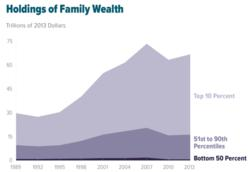 Holdings of Family Wealth
Trillions of 2013 Dollars
75
60
45
30
15
0
Top 10 Percent
51st to 90th
Percentiles
Bottom 50 Percent
1989 1992 1995 1998 2001 2004 2007 2010 2013